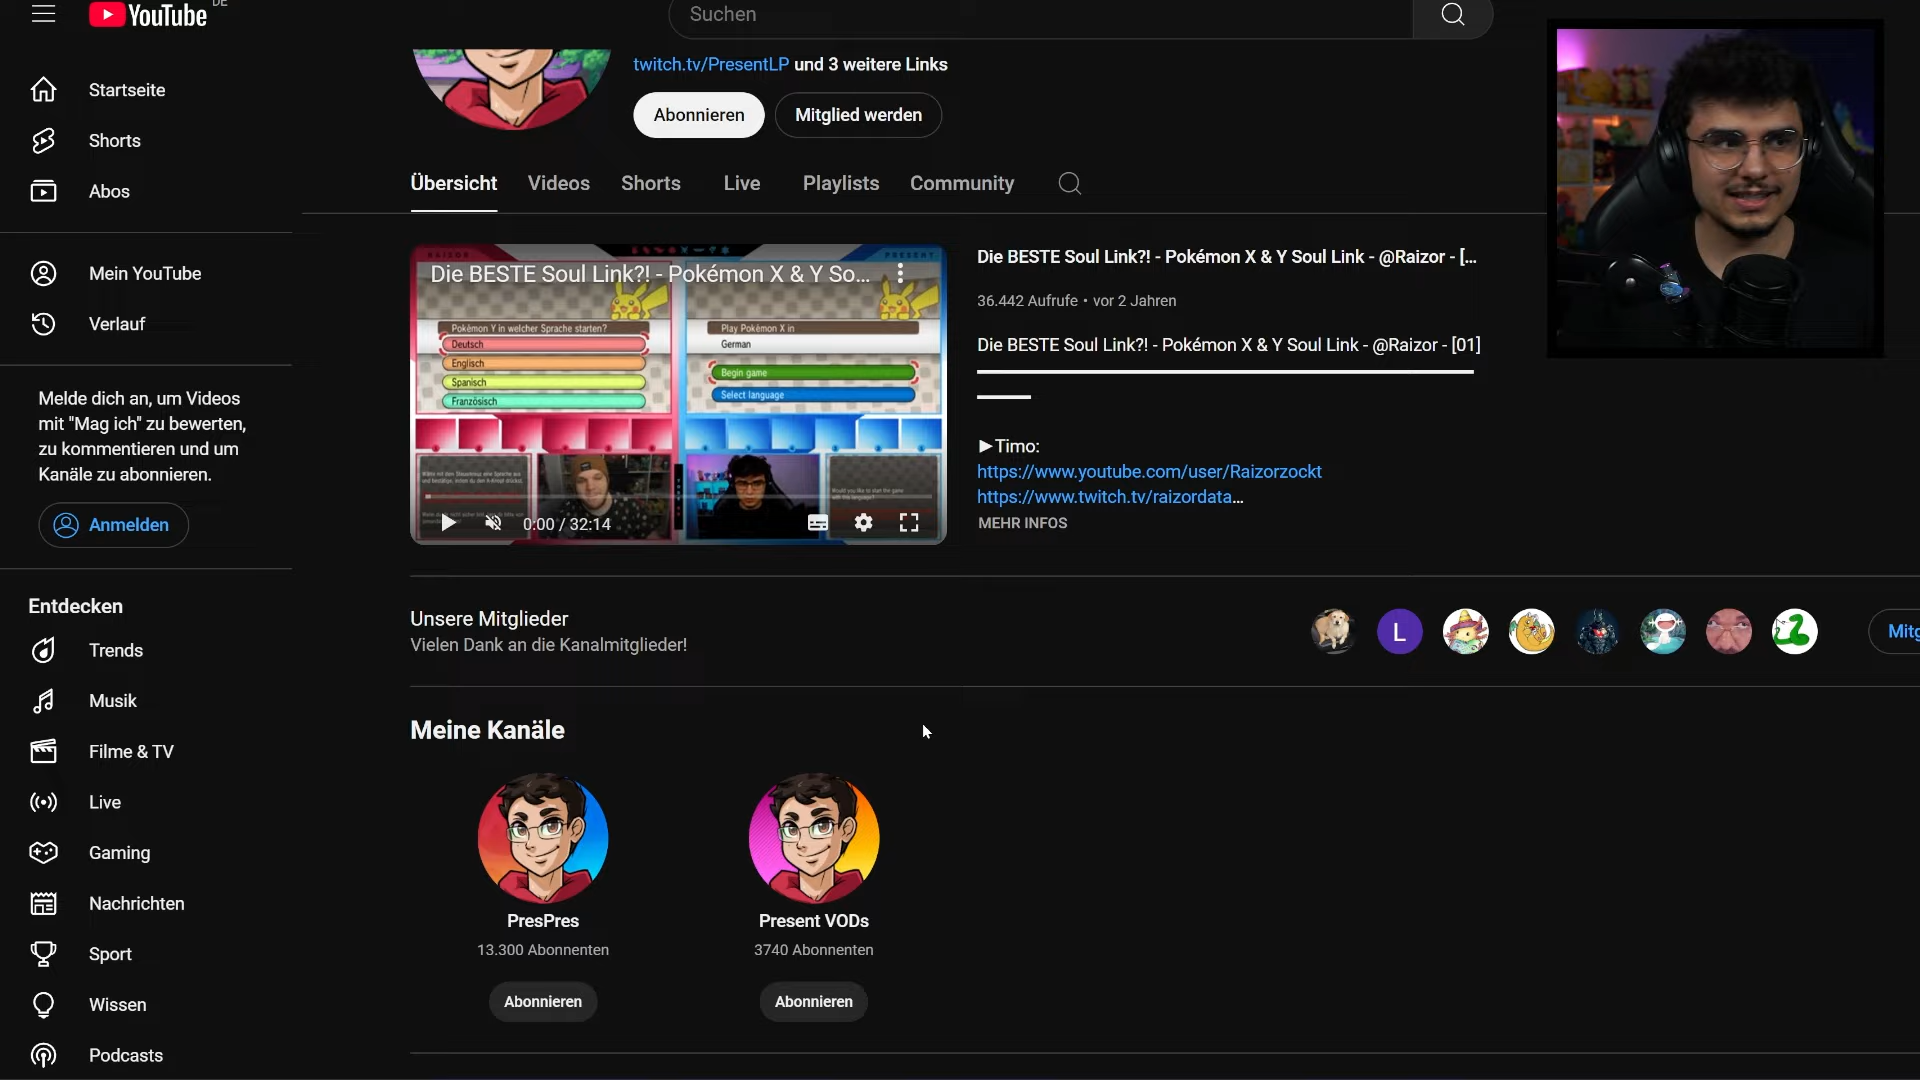 YouTube DE
Suchen
Startseite
Shorts
Abos
Mein YouTube
Verlauf
Melde dich an, um Videos
mit "Mag ich" zu bewerten,
zu kommentieren und um
Kanäle zu abonnieren.
Anmelden
Entdecken
Trends
Musik
Filme & TV
Live
Gaming
Nachrichten
Sport
Wissen
Podcasts
twitch.tv/PresentLP und 3 weitere Links
Abonnieren
Mitglied werden
Übersicht Videos Shorts Live Playlists Community
Die BESTE Soul Link?! - Pokémon X & Y So...
Pokémon Y in welcher Sprache starten?
Deutsch
Englisch
Spanisch
Französisch
Play Pokémon X in
German
Begin game
Select language
0:00 / 32:14
Die BESTE Soul Link?! - Pokémon X & Y Soul Link - @Raizor - [...
36.442 Aufrufe • vor 2 Jahren
Die BESTE Soul Link?! - Pokémon X & Y Soul Link - @Raizor - [01]
►Timo:
https://www.youtube.com/user/Raizorzockt
https://www.twitch.tv/raizordata...
MEHR INFOS
Unsere Mitglieder
Vielen Dank an die Kanalmitglieder!
L
Mitg
Meine Kanäle
PresPres
13.300 Abonnenten
Abonnieren
Present VODs
3740 Abonnenten
Abonnieren